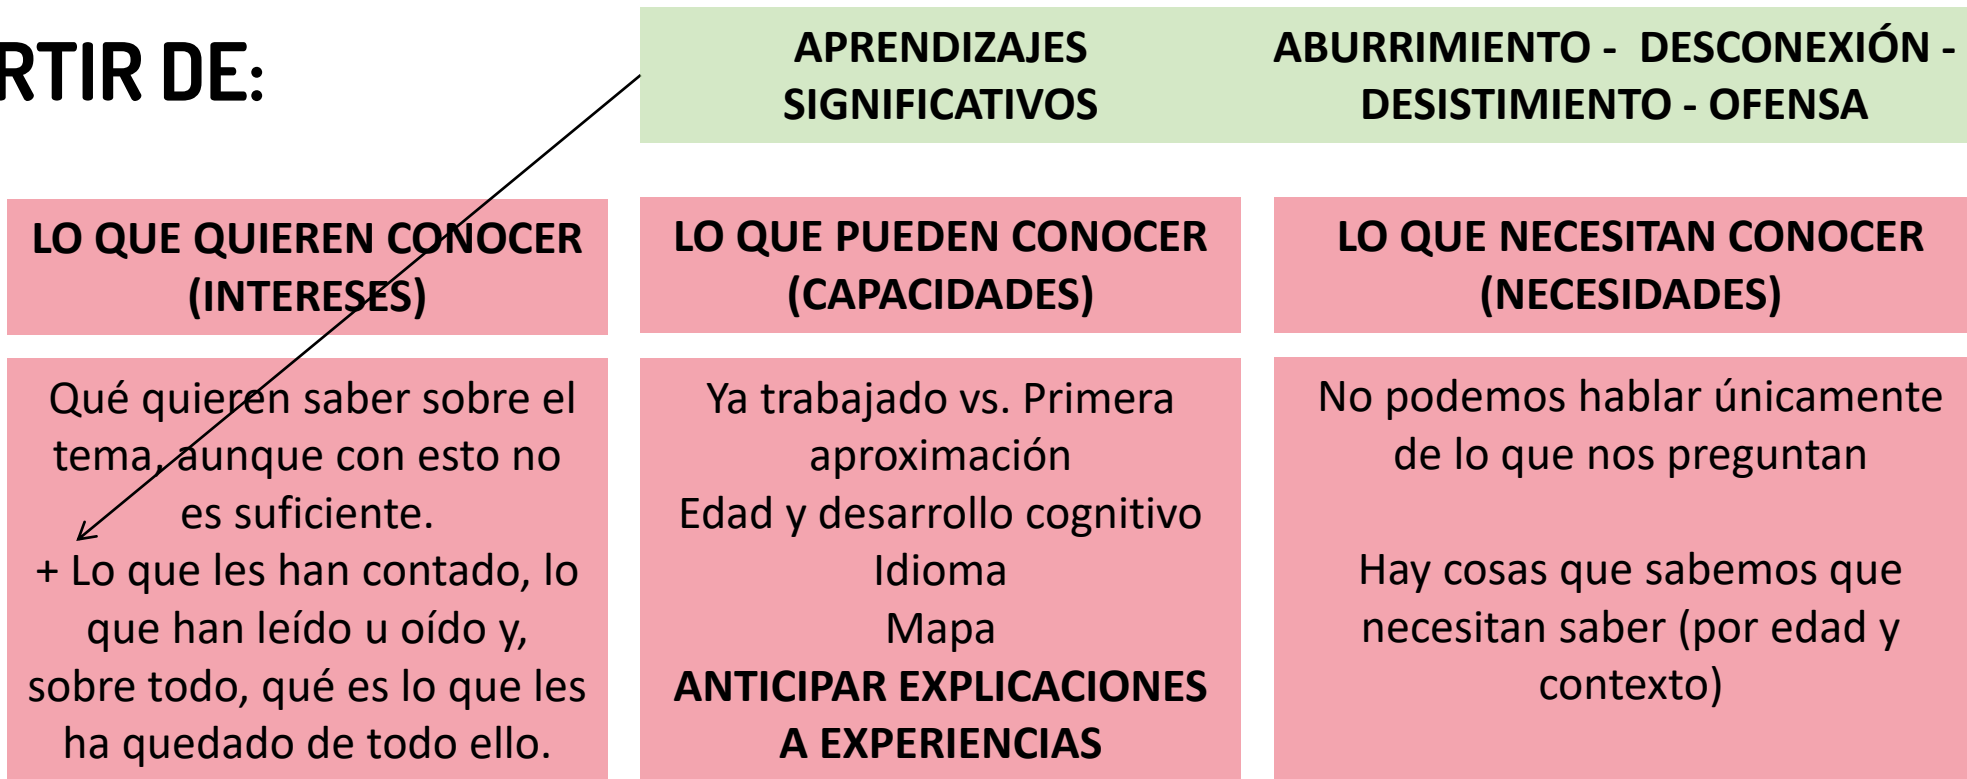 RTIR DE:
APRENDIZAJES
SIGNIFICATIVOS
ABURRIMIENTO - DESCONEXIÓN -
DESISTIMIENTO - OFENSA
LO QUE QUIEREN CONOCER
(INTERESES)
Qué quieren saber sobre el
tema, aunque con esto no
es suficiente.
+ Lo que les han contado, lo
que han leído u oído y,
sobre todo, qué es lo que les
ha quedado de todo ello.
LO QUE PUEDEN CONOCER
(CAPACIDADES)
Ya trabajado vs. Primera
aproximación
Edad y desarrollo cognitivo
Idioma
Mapa
ANTICIPAR EXPLICACIONES
A EXPERIENCIAS
LO QUE NECESITAN CONOCER
(NECESIDADES)
No podemos hablar únicamente
de lo que nos preguntan
Hay cosas que sabemos que
necesitan saber (por edad y
contexto)